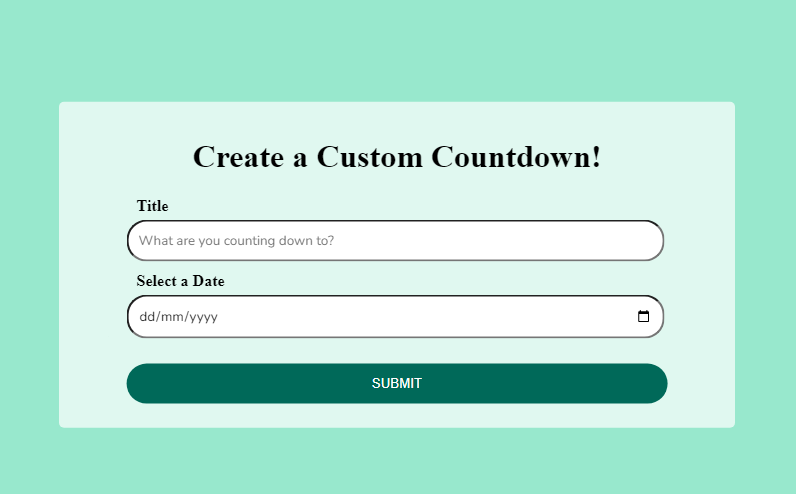 Create a Custom Countdown!
Title
What are you counting down to?
Select a Date
dd/mm/yyyy
SUBMIT